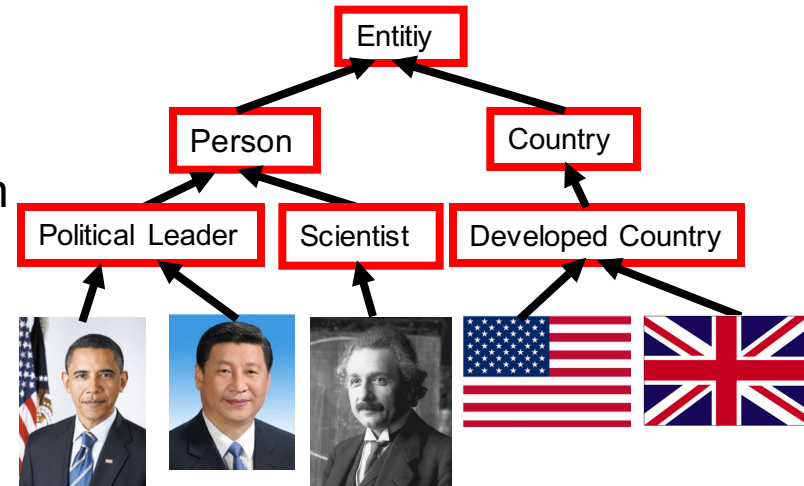 Entitiy
Person
Country
n
Political Leader
Scientist
Developed Country